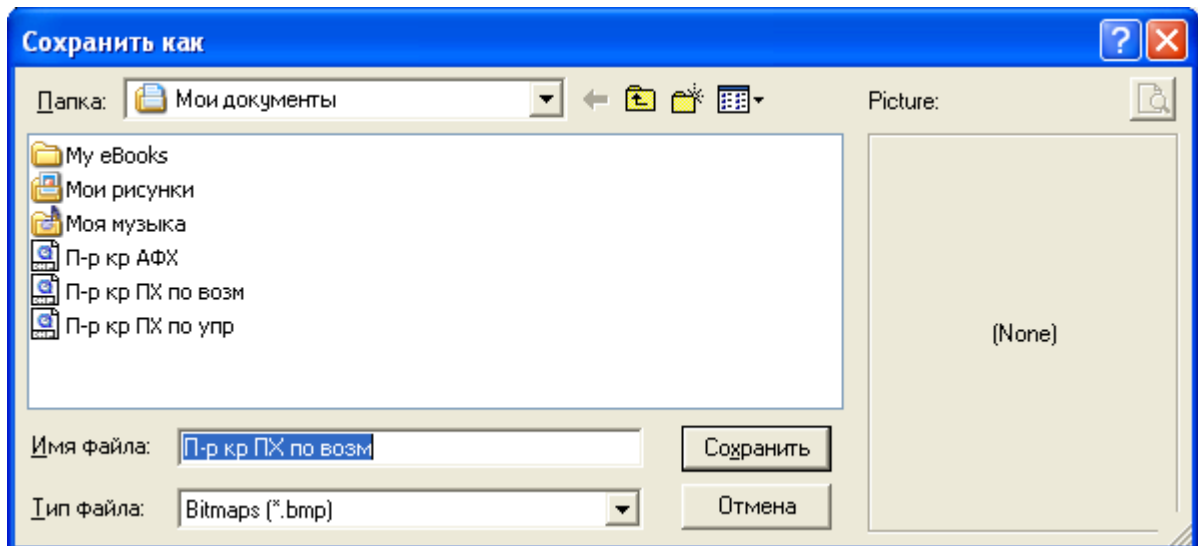 Сохранить как
Папка: Мои документы Picture:
My eBooks
Мои рисунки
Моя музыка
П-р кр АФХ
П-р кр ПХ по возм
П-р кр ПХ по упр
(None)
Имя файла: П-р кр ПХ по возм Сохранить
Тип файла: Bitmaps (*.bmp) Отмена